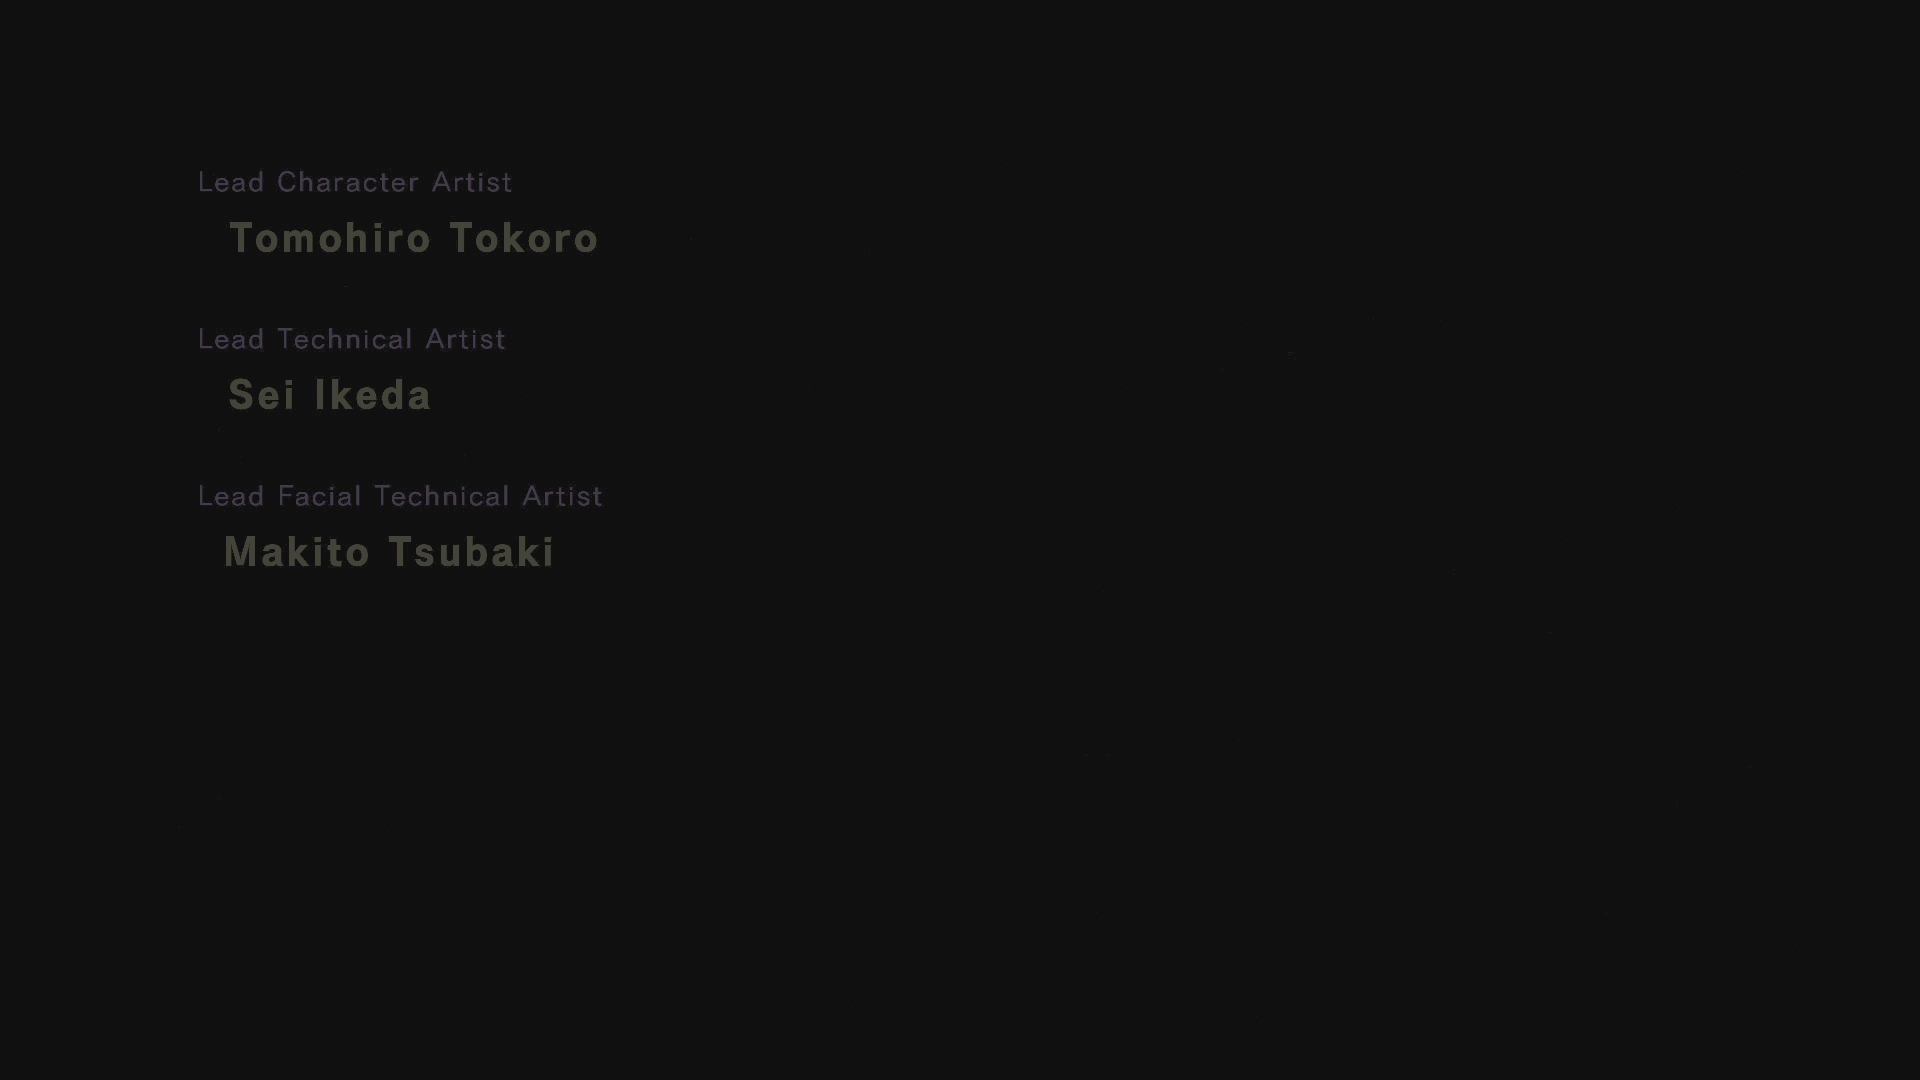 Lead Character Artist
Tomohiro Tokoro
Lead Technical Artist
Sei Ikeda
Lead Facial Technical Artist
Makito Tsubaki